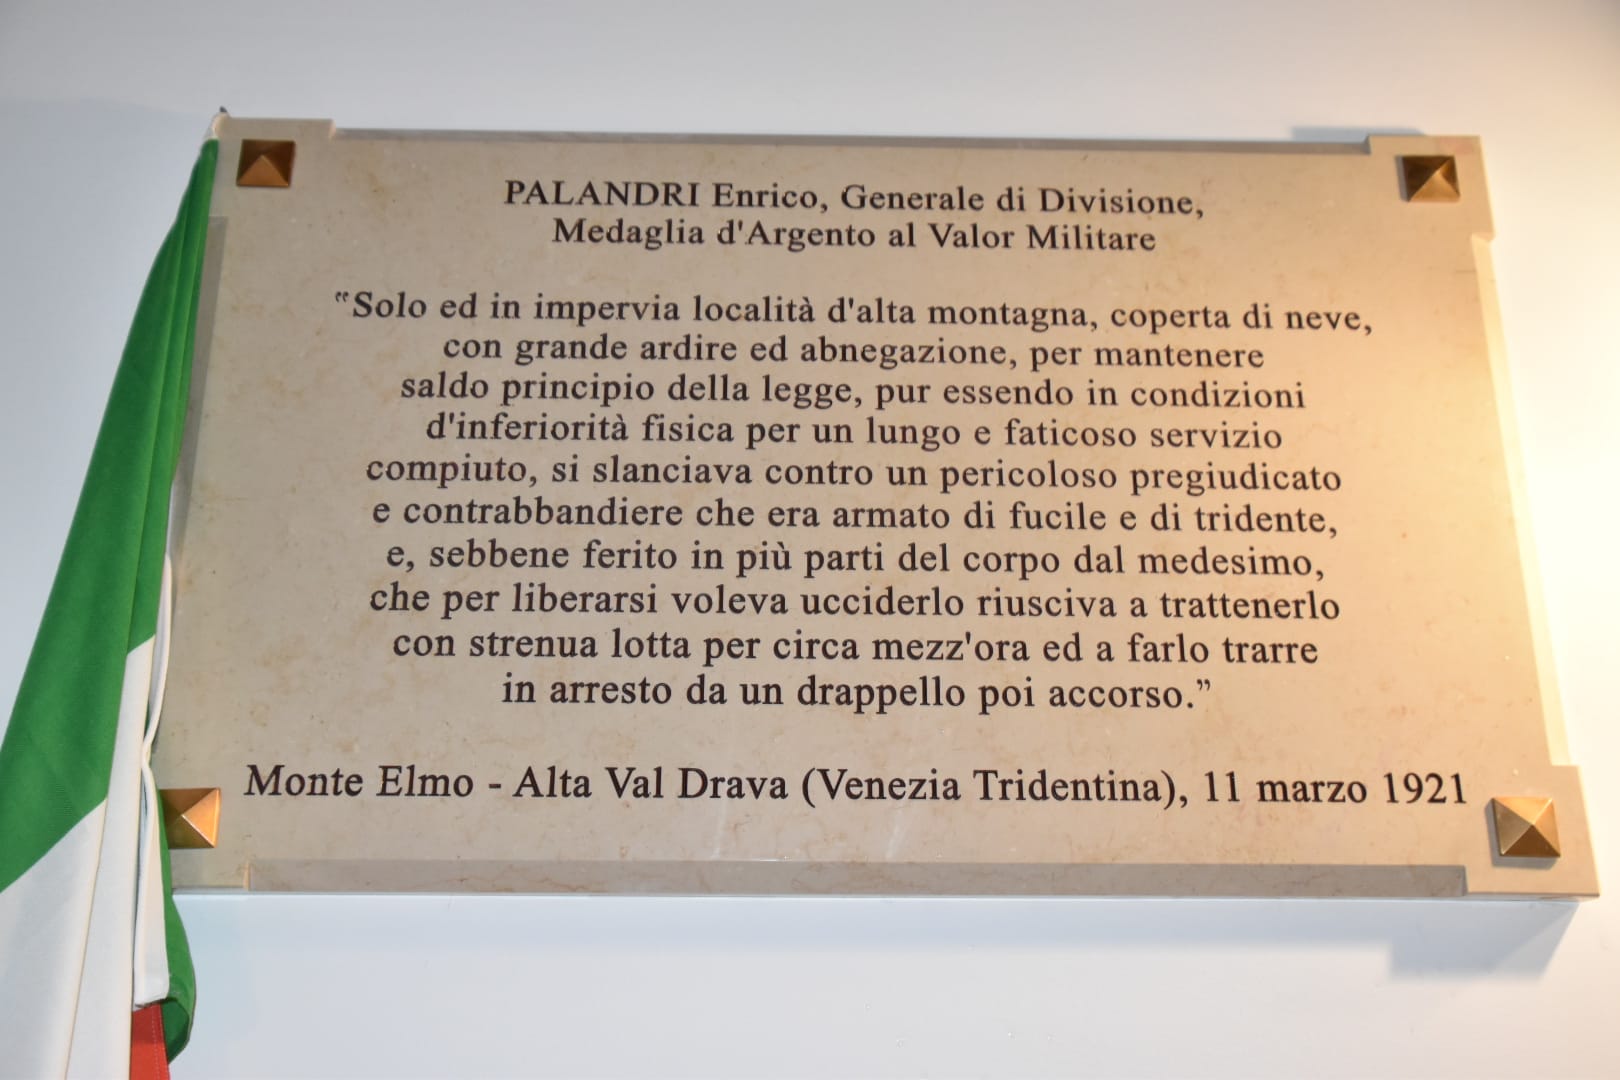 PALANDRI Enrico, Generale di Divisione,
Medaglia d'Argento al Valor Militare
“Solo ed in impervia località d'alta montagna, coperta di neve,
con grande ardire ed abnegazione, per mantenere
saldo principio della legge, pur essendo in condizioni
d'inferiorità fisica per un lungo e faticoso servizio
compiuto, si slanciava contro un pericoloso pregiudicato
e contrabbandiere che era armato di fucile e di tridente,
e, sebbene ferito in più parti del corpo dal medesimo,
che per liberarsi voleva ucciderlo riusciva a trattenerlo
con strenua lotta per circa mezz'ora ed a farlo trarre
in arresto da un drappello poi accorso.”
Monte Elmo - Alta Val Drava (Venezia Tridentina), 11 marzo 1921